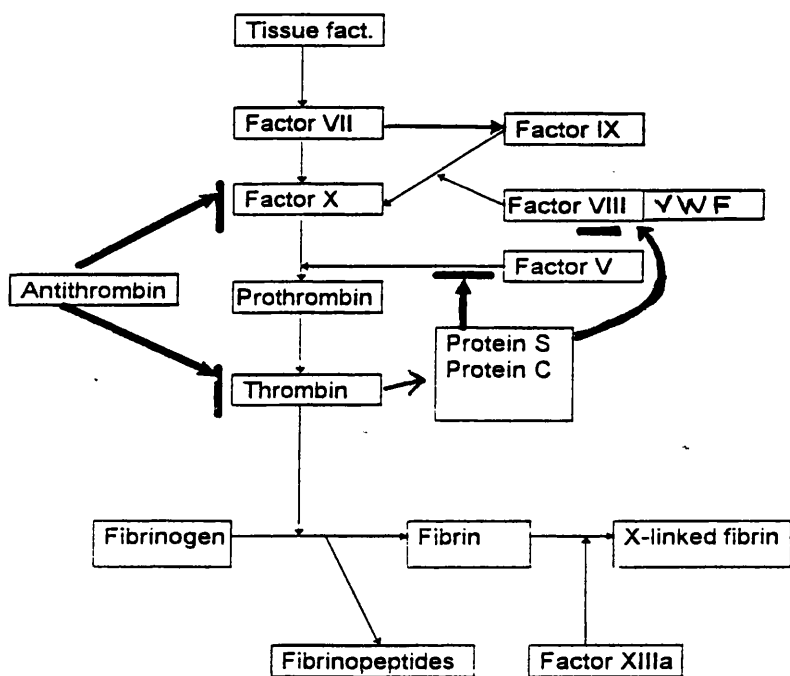 Tissue fact.
Factor VII
Factor IX
Factor X
Factor VIII VWF
Factor V
Antithrombin
Prothrombin
Protein S
Protein C
Thrombin
Fibrinogen
Fibrin
X-linked fibrin
Fibrinopeptides
Factor XIIIa